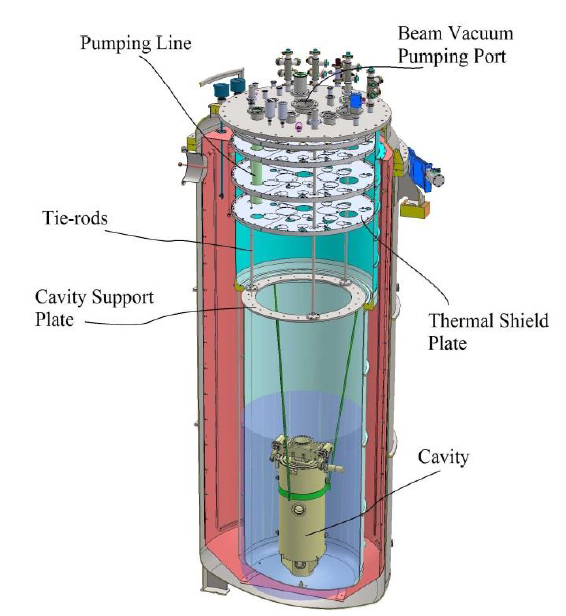 Pumping Line
Beam Vacuum
Pumping Port
Tie-rods
Cavity Support
Plate
Thermal Shield
Plate
Cavity